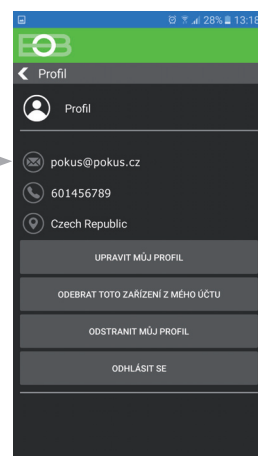 28% 13:18
EOB
Profil
Profil
pokus@pokus.cz
601456789
Czech Republic
UPRAVIT MŮJ PROFIL
ODEBRAT TOTO ZAŘÍZENÍ Z MÉHO ÚČTU
ODSTRANIT MŮJ PROFIL
ODHLÁSIT SE